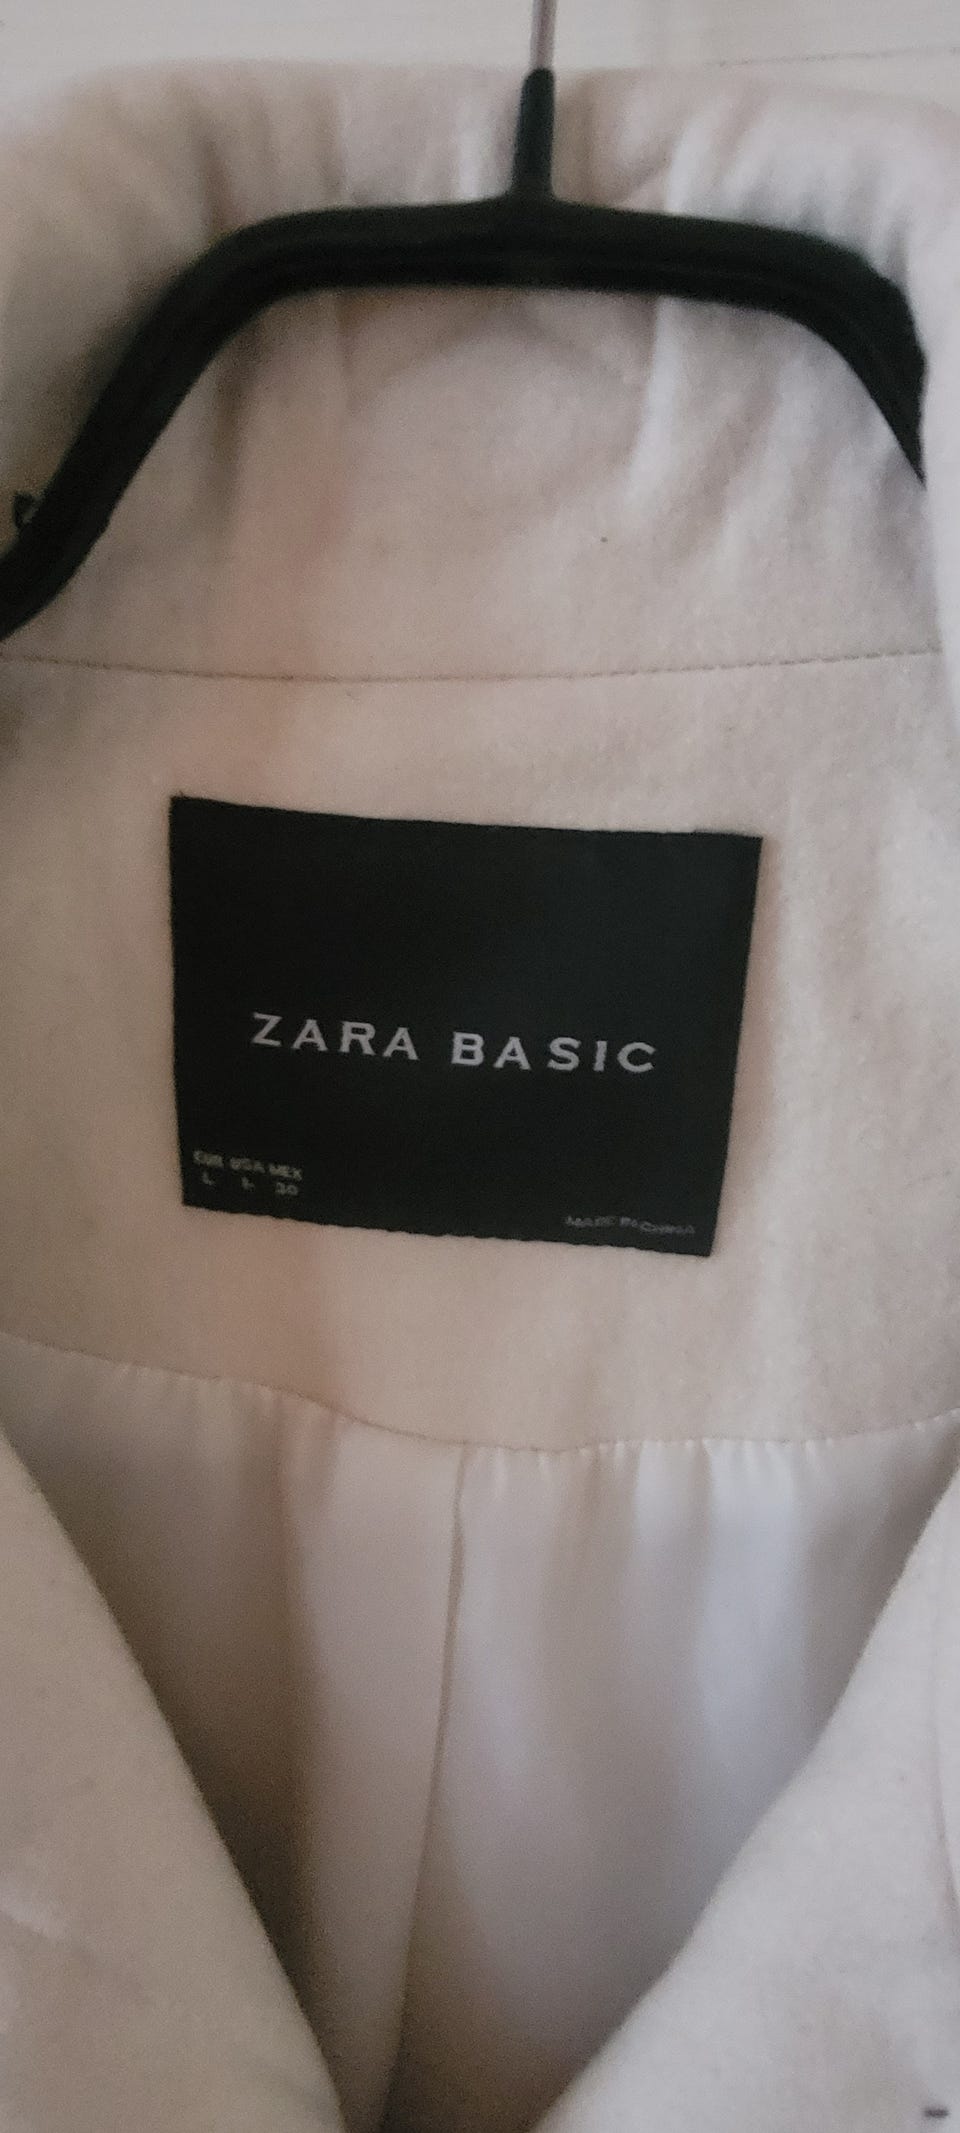 ZARA BASIC
EUR USA MEX
L L 30
MADE IN CHINA